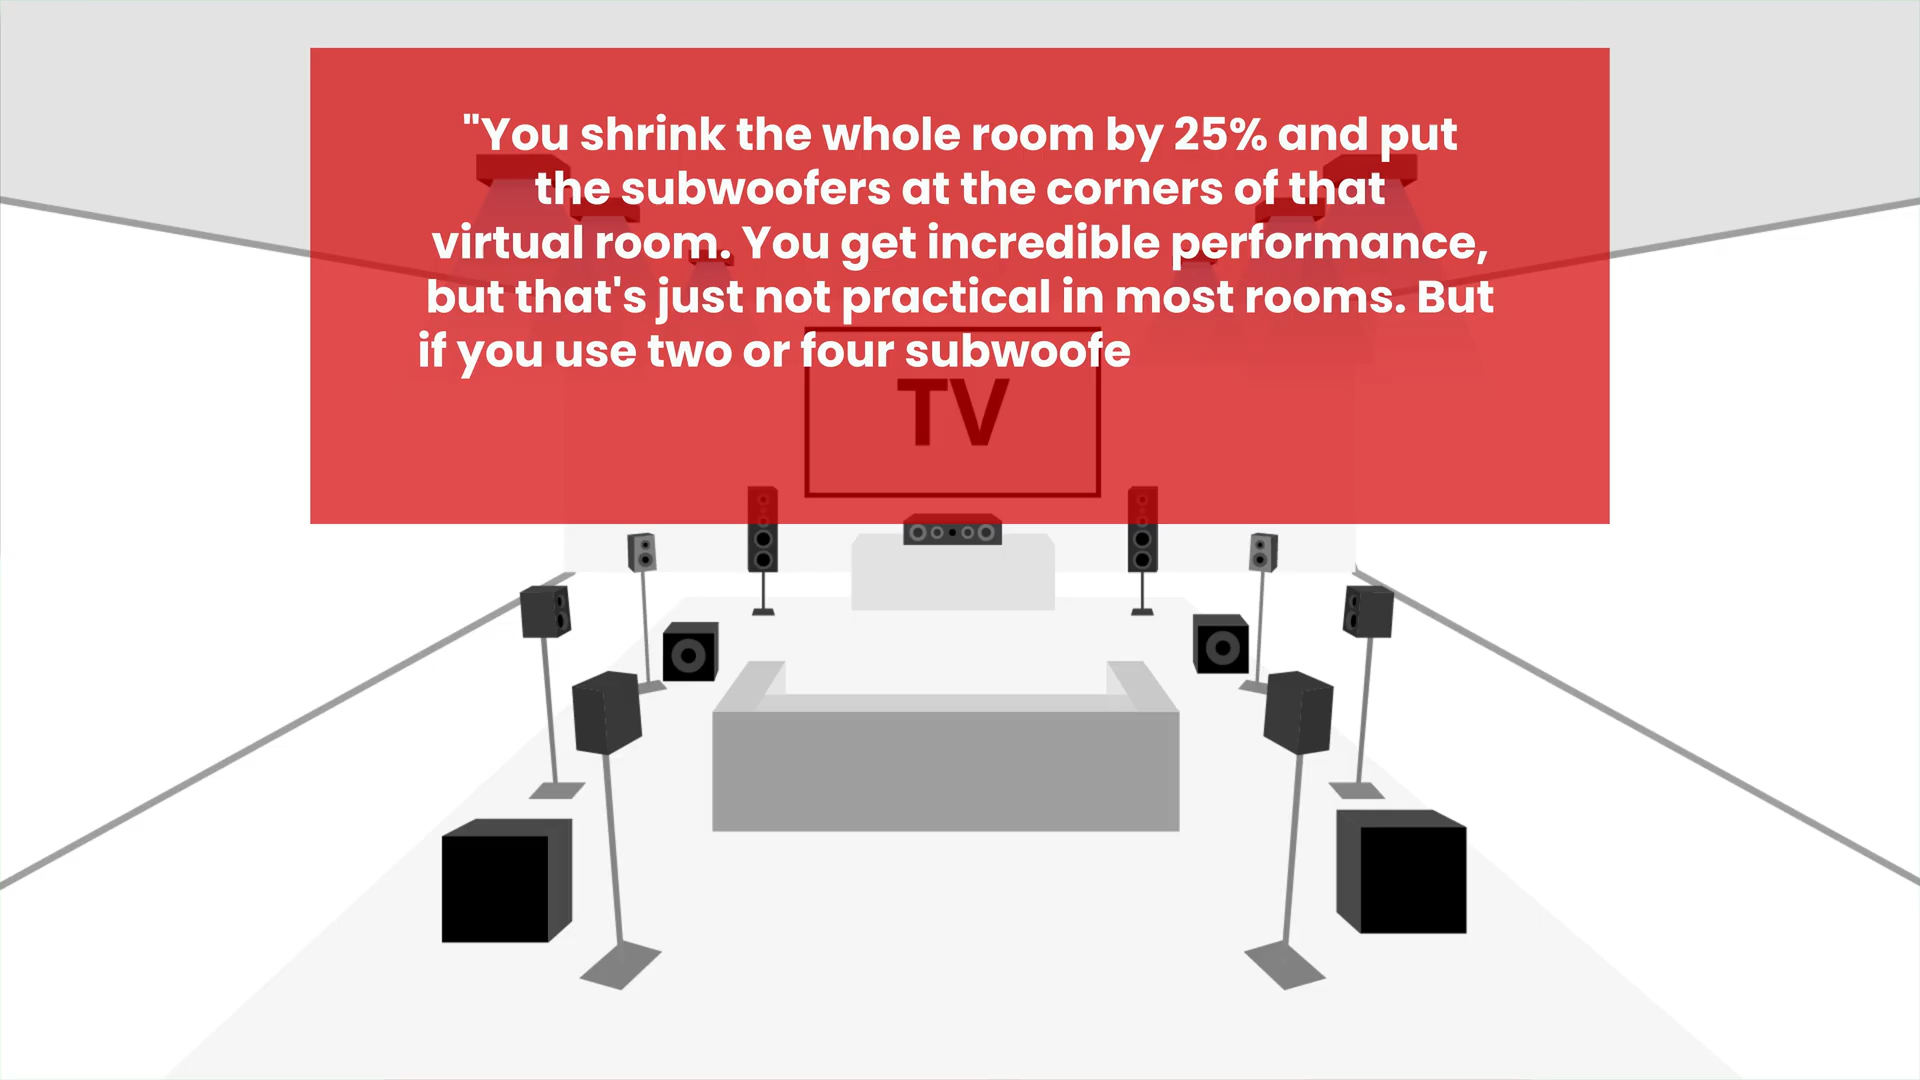 "You shrink the whole room by 25% and put
the subwoofers at the corners of that
virtual room. You get incredible performance,
but that's just not practical in most rooms. But
if you use two or four subwoofe
TV